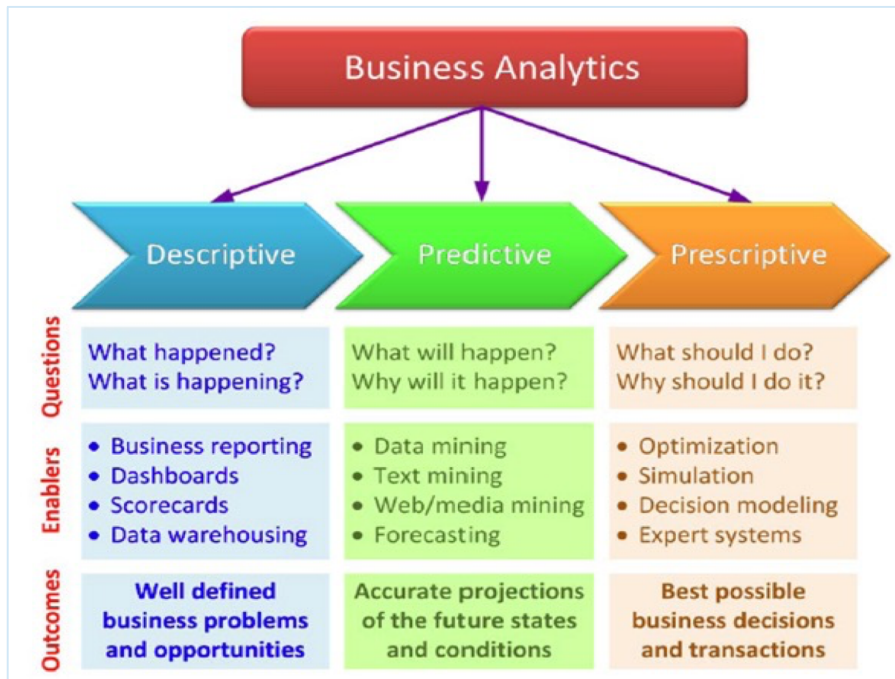 Business Analytics
Descriptive
Predictive
Prescriptive
Questions
What happened?
What is happening?
What will happen?
Why will it happen?
What should I do?
Why should I do it?
Enablers
• Business reporting
• Dashboards
• Scorecards
• Data warehousing
• Data mining
• Text mining
• Web/media mining
• Forecasting
• Optimization
• Simulation
• Decision modeling
• Expert systems
Outcomes
Well defined
business problems
and opportunities
Accurate projections
of the future states
and conditions
Best possible
business decisions
and transactions